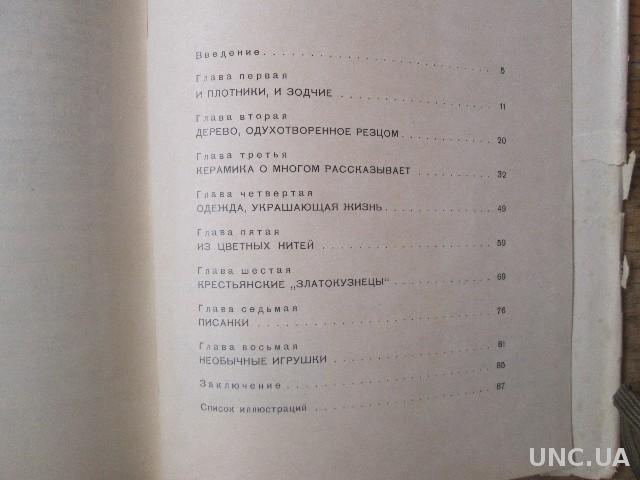 Введение 5
Глава первая
И ПЛОТНИКИ, И ЗОДЧИЕ 11
Глава вторая
ДЕРЕВО, ОДУХОТВОРЕННОЕ РЕЗЦОМ 20
Глава третья
КЕРАМИКА О МНОГОМ РАССКАЗЫВАЕТ 32
Глава четвертая
ОДЕЖДА, УКРАШАЮЩАЯ ЖИЗНЬ 49
Глава пятая
ИЗ ЦВЕТНЫХ НИТЕЙ 59
Глава шестая
КРЕСТЬЯНСКИЕ „ЗЛАТОКУЗНЕЦЫ“ 69
Глава седьмая
ПИСАНКИ 76
Глава восьмая
НЕОБЫЧНЫЕ ИГРУШКИ 81
Заключение 85
Список иллюстраций 87
UNC.UA